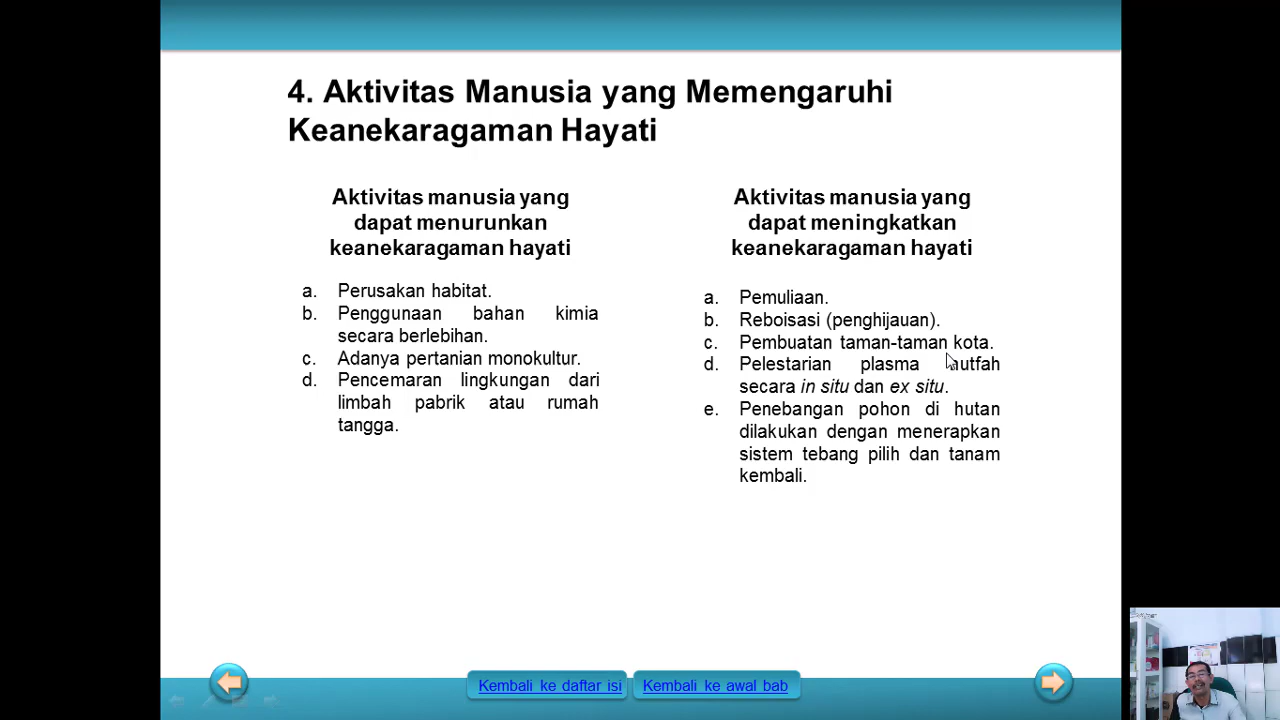 4. Aktivitas Manusia yang Memengaruhi
Keanekaragaman Hayati
Aktivitas manusia yang
dapat menurunkan
keanekaragaman hayati
a. Perusakan habitat.
b. Penggunaan bahan kimia
secara berlebihan.
c. Adanya pertanian monokultur.
d. Pencemaran lingkungan dari
limbah pabrik atau rumah
tangga.
Aktivitas manusia yang
dapat meningkatkan
keanekaragaman hayati
a. Pemuliaan.
b. Reboisasi (penghijauan).
c. Pembuatan taman-taman kota.
d. Pelestarian plasma nutfah
secara in situ dan ex situ.
e. Penebangan pohon di hutan
dilakukan dengan menerapkan
sistem tebang pilih dan tanam
kembali.
Kembali ke daftar isi
Kembali ke awal bab